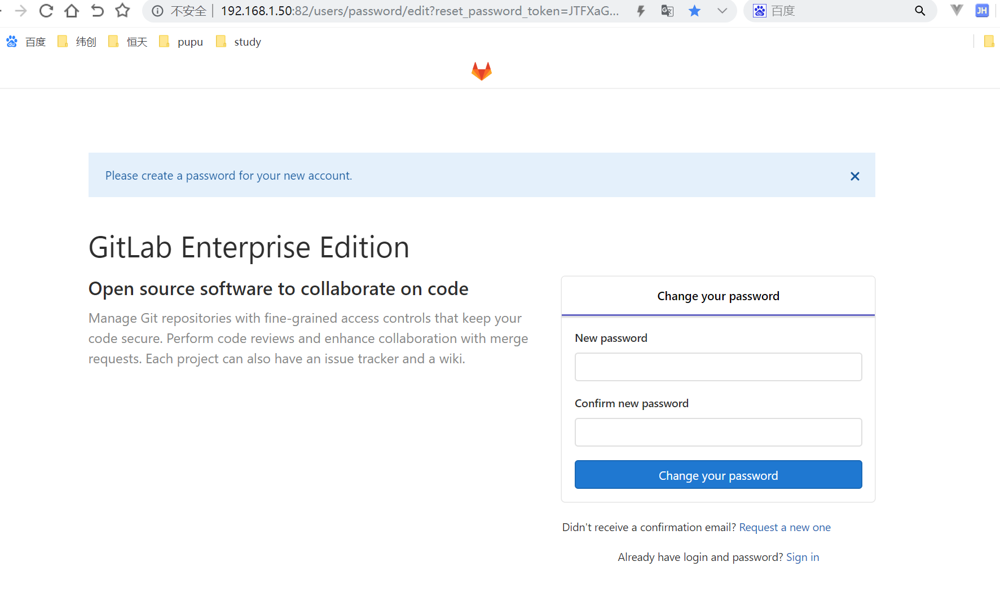 不安全 192.168.1.50:82/users/password/edit?reset_password_token=JTFXaG...
百度
JH
百度 纬创 恒天 pupu study
Please create a password for your new account.
GitLab Enterprise Edition
Open source software to collaborate on code
Manage Git repositories with fine-grained access controls that keep your
code secure. Perform code reviews and enhance collaboration with merge
requests. Each project can also have an issue tracker and a wiki.
Change your password
New password
Confirm new password
Change your password
Didn't receive a confirmation email? Request a new one
Already have login and password? Sign in